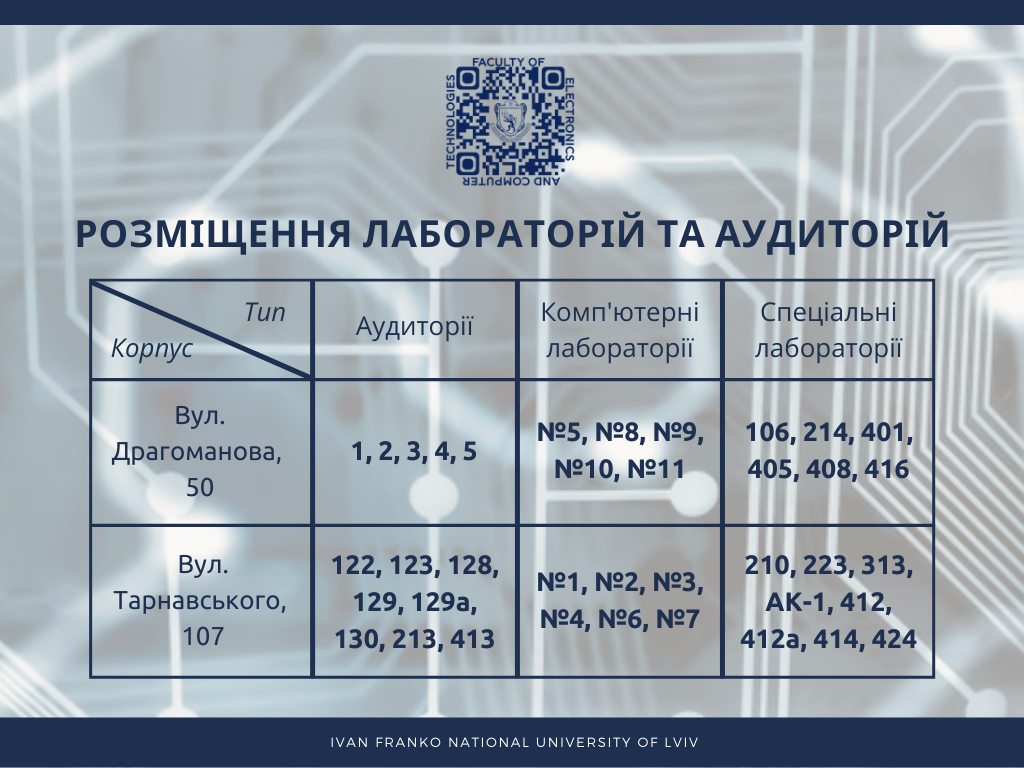 FACULTY OF
ELECTRONICS
AND COMPUTER
TECHNOLOGIES
РОЗМІЩЕННЯ ЛАБОРАТОРІЙ ТА АУДИТОРІЙ
Тип
Корпус
Аудиторії
Комп'ютерні
лабораторії
Спеціальні
лабораторії
Вул.
Драгоманова,
50
1, 2, 3, 4, 5
№5, №8, №9,
№10, №11
106, 214, 401,
405, 408, 416
Вул.
Тарнавського,
107
122, 123, 128,
129, 129а,
130, 213, 413
№1, №2, №3,
№4, №6, №7
210, 223, 313,
АК-1, 412,
412а, 414, 424
IVAN FRANKO NATIONAL UNIVERSITY OF LVIV